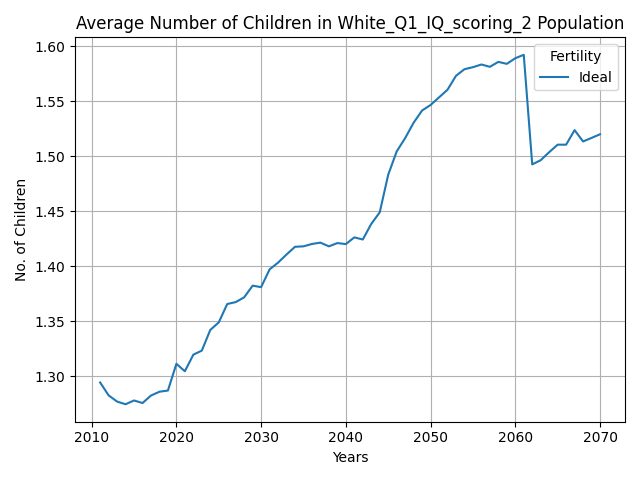 Average Number of Children in White_Q1_IQ_scoring_2 Population
Fertility
Ideal
No. of Children
1.60
1.55
1.50
1.45
1.40
1.35
1.30
2010 2020 2030 2040 2050 2060 2070
Years